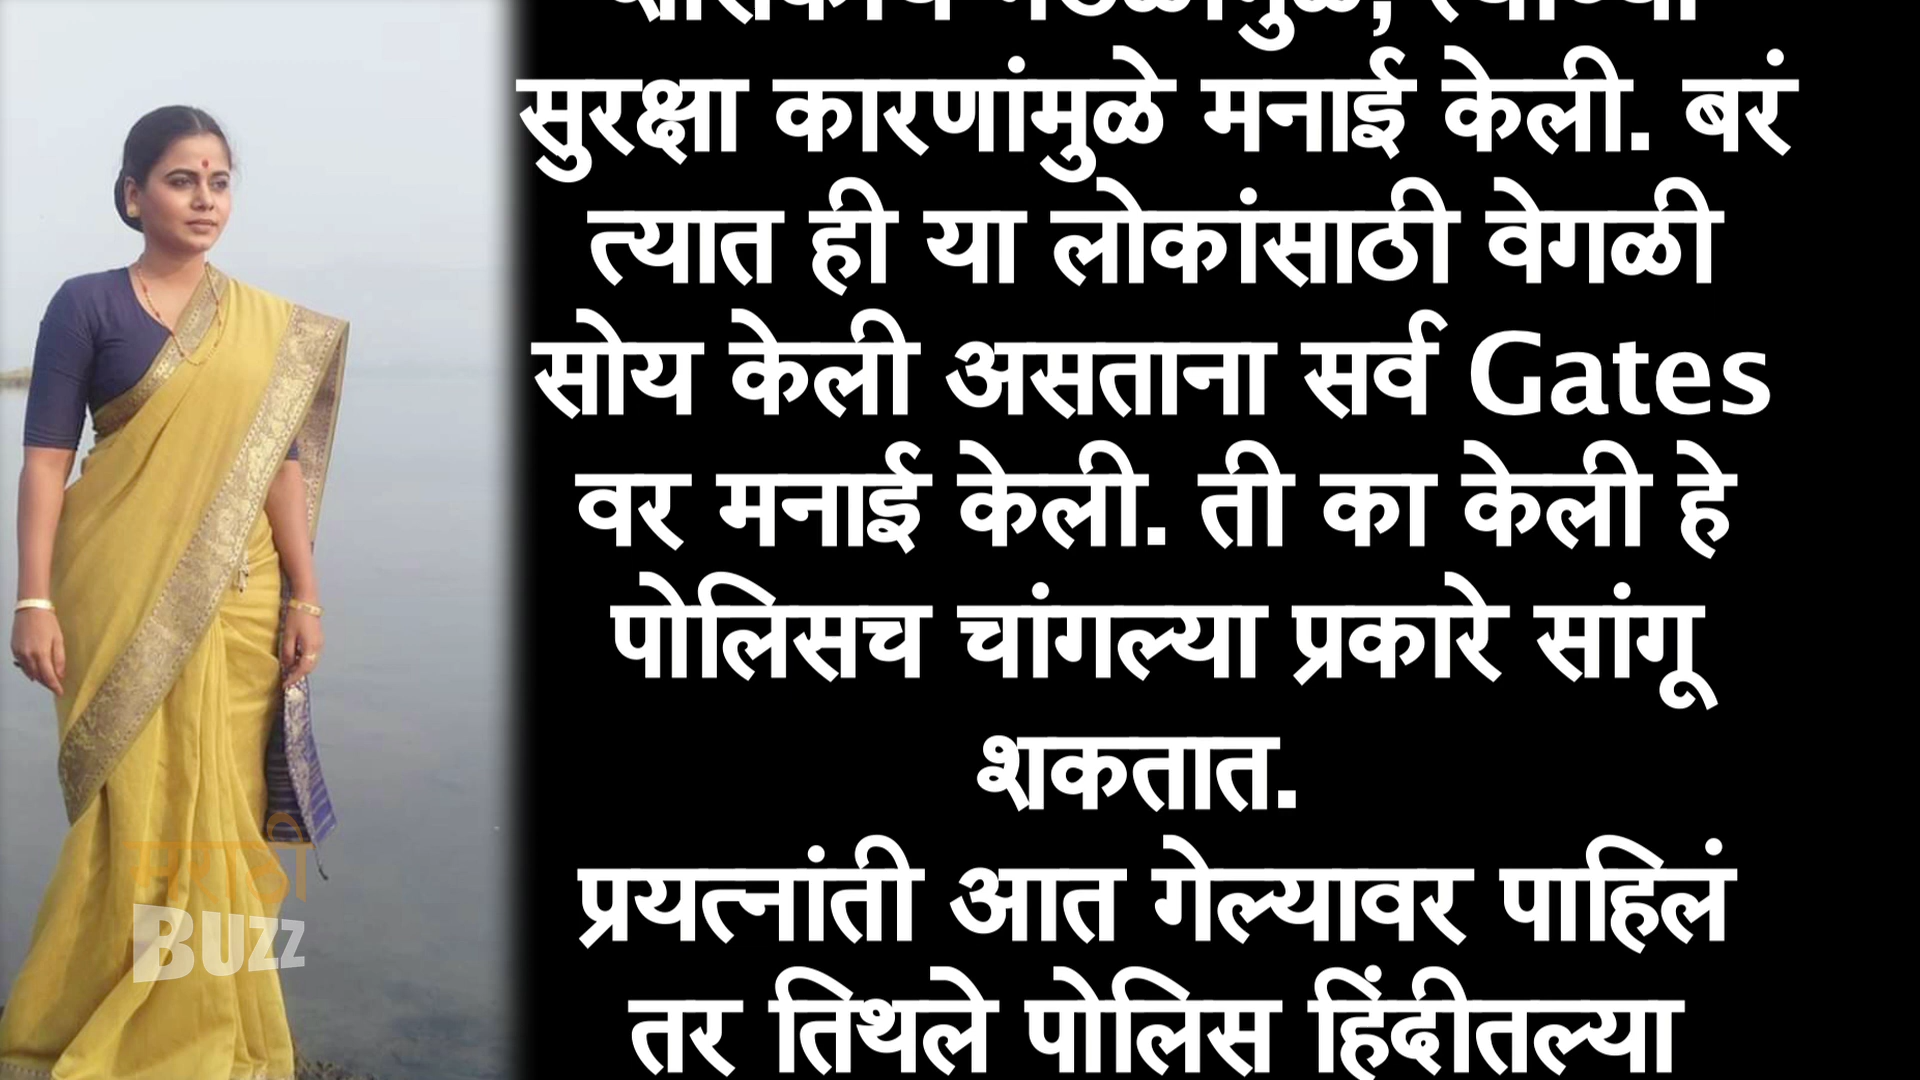 सुरक्षा कारणांमुळे मनाई केली. बरं
त्यात ही या लोकांसाठी वेगळी
सोय केली असताना सर्व Gates
वर मनाई केली. ती का केली हे
पोलिसच चांगल्या प्रकारे सांगू
शकतात.
प्रयत्नांती आत गेल्यावर पाहिलं
तर तिथले पोलिस हिंदीतल्या
मराठी
BUZZ